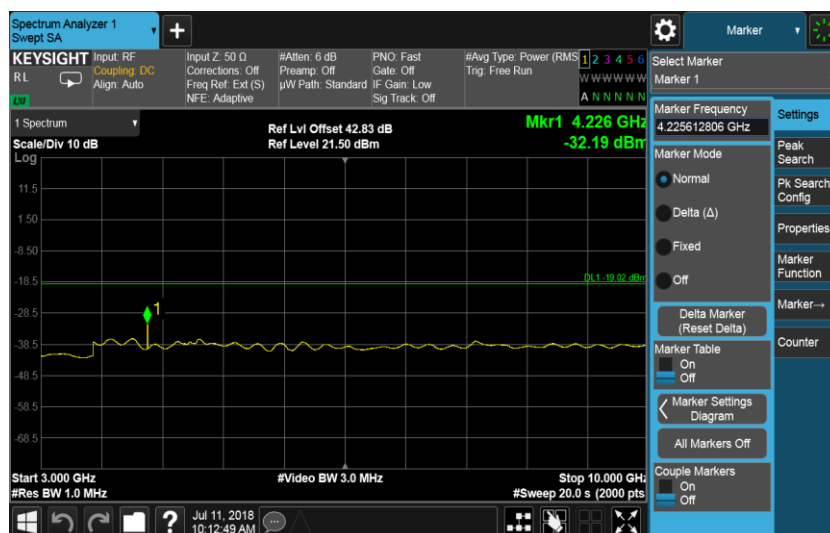 Spectrum Analyzer 1
Swept SA
Marker
KEYSIGHT
RL
LXI
Input: RF
Coupling: DC
Align: Auto
Input Z: 50 Ω
Corrections: Off
Freq Ref: Ext (S)
NFE: Adaptive
#Atten: 6 dB
Preamp: Off
µW Path: Standard
PNO: Fast
Gate: Off
IF Gain: Low
Sig Track: Off
#Avg Type: Power (RMS
Trig: Free Run
1 2 3 4 5 6
W W W W W W
A N N N N N
Select Marker
Marker 1
1 Spectrum
Scale/Div 10 dB
Log
Ref Lvl Offset 42.83 dB
Ref Level 21.50 dBm
Mkr1 4.226 GHz
-32.19 dBm
11.5
1.50
-8.50
-18.5
-28.5
-38.5
-48.5
-58.5
-68.5
DL1 -19.02 dBm
1
Start 3.000 GHz
#Res BW 1.0 MHz
#Video BW 3.0 MHz
Stop 10.000 GHz
#Sweep 20.0 s (2000 pts
Marker Frequency
4.225612806 GHz
Marker Mode
Normal
Delta (Δ)
Fixed
Off
Delta Marker
(Reset Delta)
Marker Table
On
Off
Marker Settings
Diagram
All Markers Off
Couple Markers
On
Off
Settings
Peak
Search
Pk Search
Config
Properties
Marker
Function
Marker→
Counter
?
Jul 11, 2018
10:12:49 AM